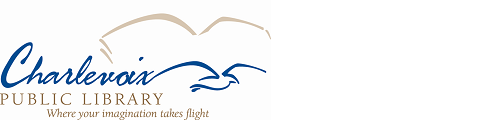 Charlevoix
PUBLIC LIBRARY
Where your imagination takes flight